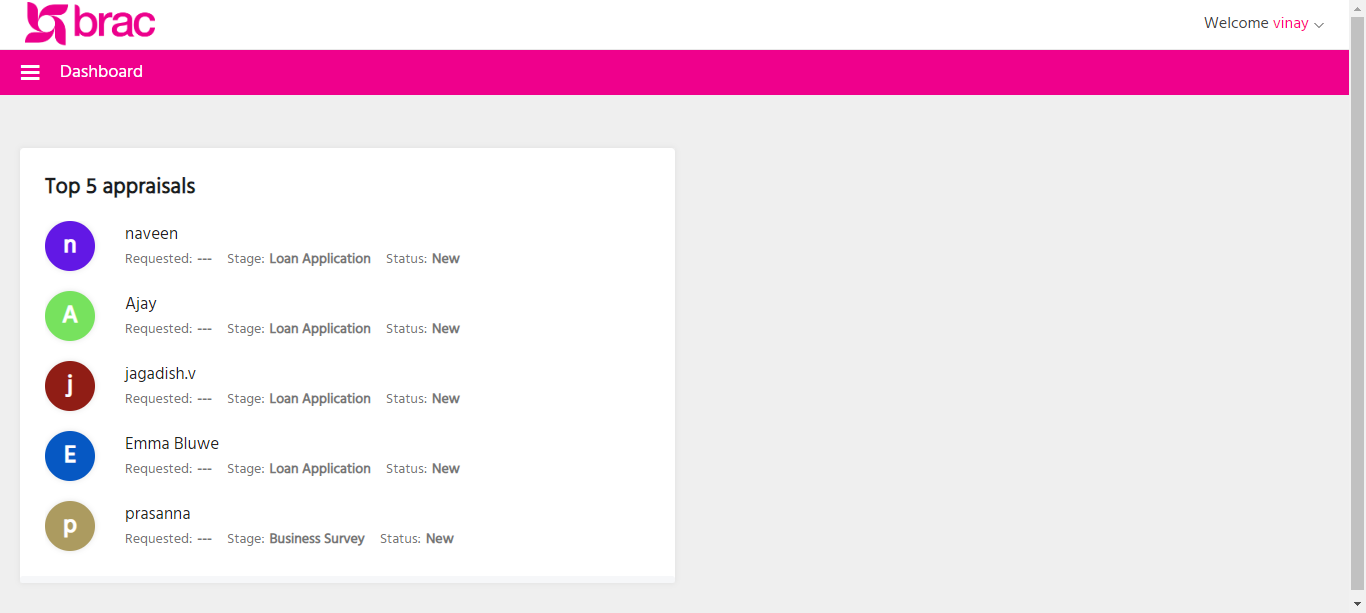 brac
Welcome vinay
Dashboard
Top 5 appraisals
n
naveen
Requested: --- Stage: Loan Application Status: New
A
Ajay
Requested: --- Stage: Loan Application Status: New
j
jagadish.v
Requested: --- Stage: Loan Application Status: New
E
Emma Bluwe
Requested: --- Stage: Loan Application Status: New
p
prasanna
Requested: --- Stage: Business Survey Status: New